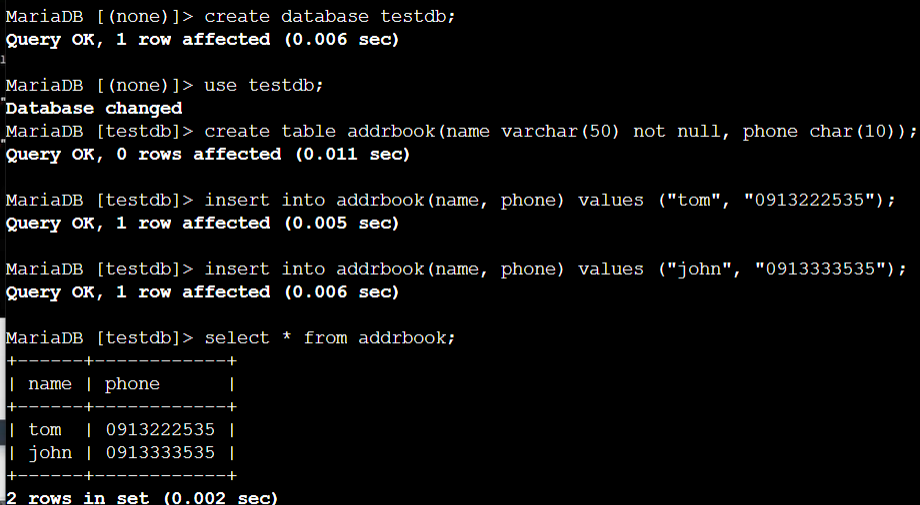 MariaDB [(none)]> create database testdb;
Query OK, 1 row affected (0.006 sec)
MariaDB [(none)]> use testdb;
Database changed
MariaDB [testdb]> create table addrbook(name varchar(50) not null, phone char(10));
Query OK, 0 rows affected (0.011 sec)
MariaDB [testdb]> insert into addrbook(name, phone) values ("tom", "0913222535");
Query OK, 1 row affected (0.005 sec)
MariaDB [testdb]> insert into addrbook(name, phone) values ("john", "0913333535");
Query OK, 1 row affected (0.006 sec)
MariaDB [testdb]> select * from addrbook;
+------+------------+
| name | phone      |
+------+------------+
| tom  | 0913222535 |
| john | 0913333535 |
+------+------------+
2 rows in set (0.002 sec)